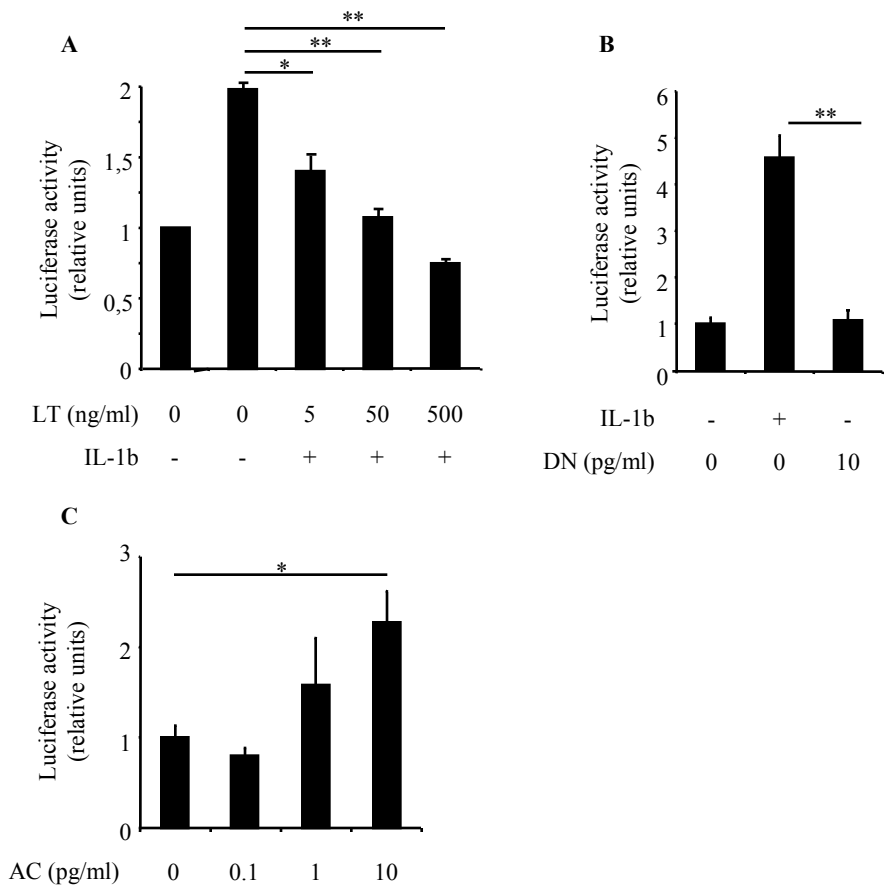 A
**
**
*
2
1,5
1
0,5
0
Luciferase activity
(relative units)
LT (ng/ml) 0 0 5 50 500
IL-1b - - + + +
B
**
6
5
4
2
1
0
Luciferase activity
(relative units)
IL-1b - + -
DN (pg/ml) 0 0 10
C
*
3
2
1
0
Luciferase activity
(relative units)
AC (pg/ml) 0 0.1 1 10